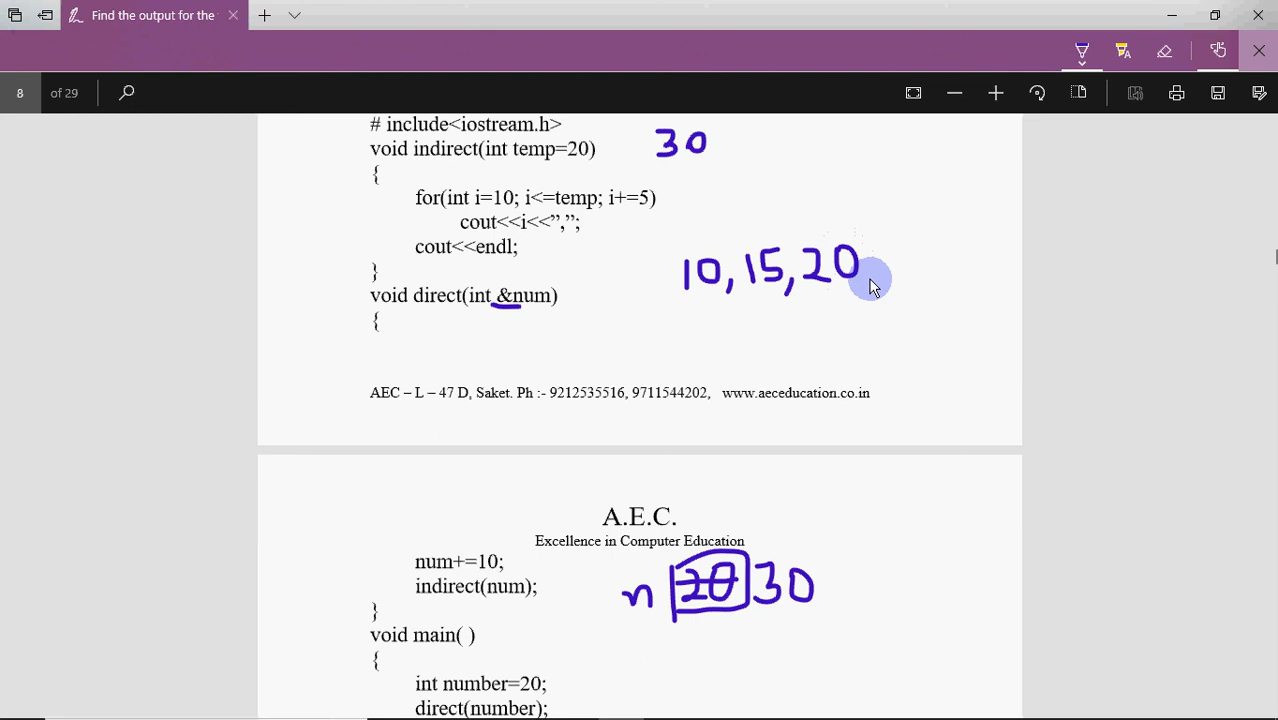 Find the output for the
8 of 29
# include<iostream.h>
void indirect(int temp=20) 30
{
for(int i=10; i<=temp; i+=5)
cout<<i<<”,”;
cout<<endl;
10, 15, 20
}
void direct(int &num)
{
AEC – L – 47 D, Saket. Ph :- 9212535516, 9711544202, www.aeceducation.co.in
A.E.C.
Excellence in Computer Education
num+=10;
indirect(num); n 20 30
}
void main( )
{
int number=20;
direct(number);